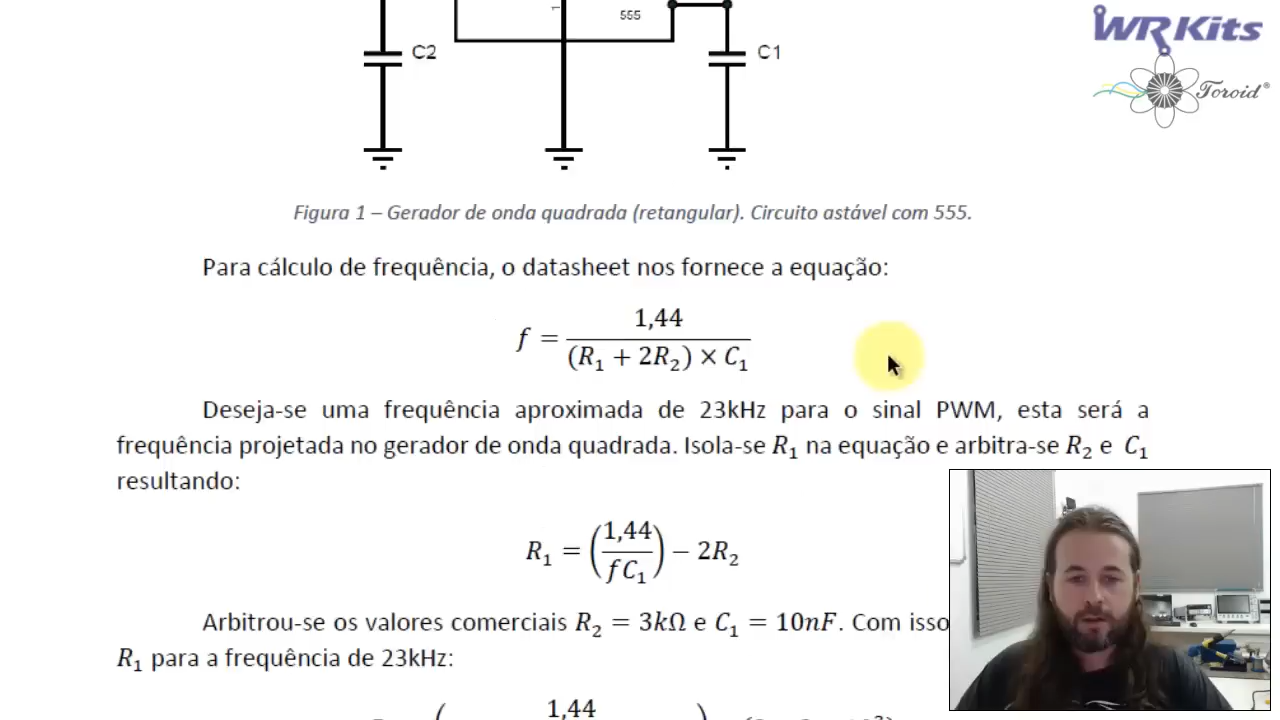 WR Kits
Toroid®
1
555
C2
C1
Figura 1 – Gerador de onda quadrada (retangular). Circuito astável com 555.
Para cálculo de frequência, o datasheet nos fornece a equação:
f = 1,44 / (R₁ + 2R₂) × C₁
Deseja-se uma frequência aproximada de 23kHz para o sinal PWM, esta será a
frequência projetada no gerador de onda quadrada. Isola-se R₁ na equação e arbitra-se R₂ e C₁
resultando:
R₁ = (1,44 / fC₁) − 2R₂
Arbitrou-se os valores comerciais R₂ = 3kΩ e C₁ = 10nF. Com isso
R₁ para a frequência de 23kHz:
1,44